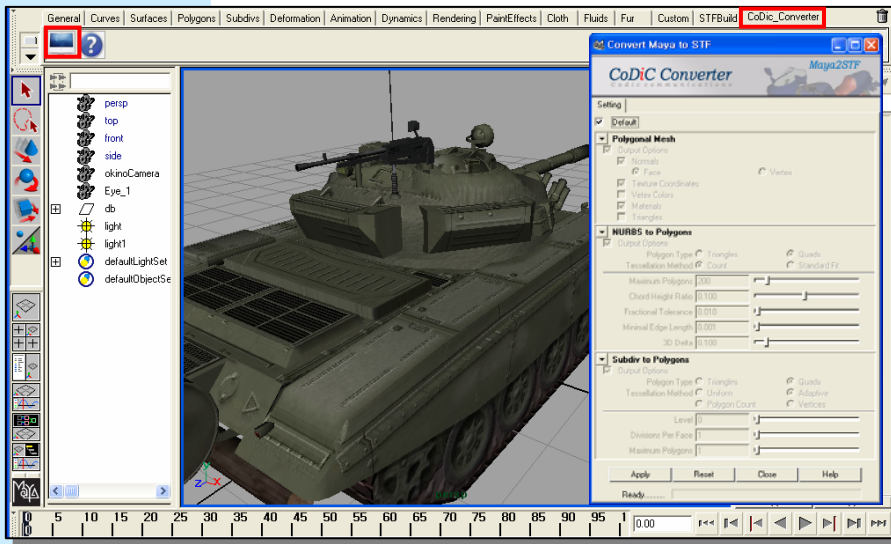 General Curves Surfaces Polygons Subdivs Deformation Animation Dynamics Rendering PaintEffects Cloth Fluids Fur Custom STFBuild CoDic_Converter
?
persp
top
front
side
okinoCamera
Eye_1
db
light
light1
defaultLightSet
defaultObjectSe
Convert Maya to STF
CoDiC Converter
Codic communications
Maya2STF
Setting
Default
Polygonal Mesh
Output Options
Normals
Face Vertex
Texture Coordinates
Vertex Colors
Materials
Triangles
NURBS to Polygons
Output Options
Polygon Type Triangles Quads
Tessellation Method Count Standard Fit
Maximum Polygons 200
Chord Height Ratio 0.100
Fractional Tolerance 0.010
Minimal Edge Length 0.001
3D Delta 0.100
Subdiv to Polygons
Output Options
Polygon Type Triangles Quads
Tessellation Method Uniform Adaptive
Polygon Count Vertices
Level 0
Divisions Per Face 1
Maximum Polygons 1
Apply Reset Close Help
Ready........
y
z x
MAYA
0 5 10 15 20 25 30 35 40 45 50 55 60 65 70 75 80 85 90 95 1 0.00